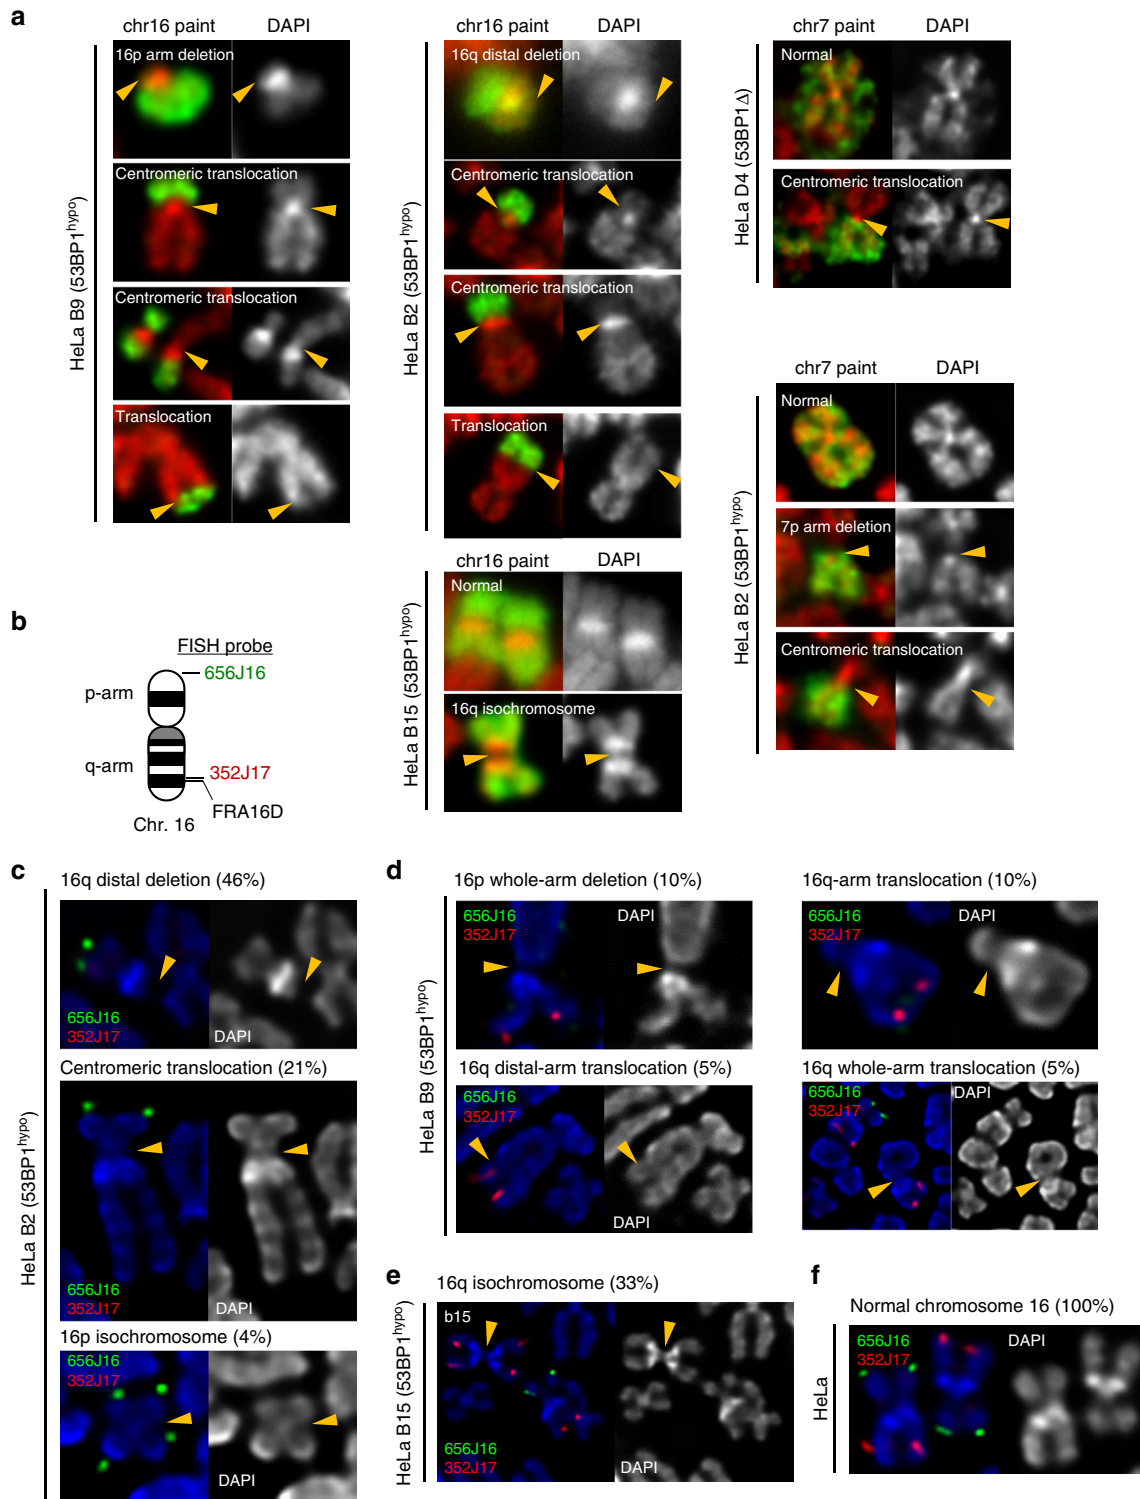 a
chr16 paint DAPI
HeLa B9 (53BP1hypo)
16p arm deletion
Centromeric translocation
Centromeric translocation
Translocation
chr16 paint DAPI
HeLa B2 (53BP1hypo)
16q distal deletion
Centromeric translocation
Centromeric translocation
Translocation
chr16 paint DAPI
HeLa B15 (53BP1hypo)
Normal
16q isochromosome
chr7 paint DAPI
HeLa D4 (53BP1Δ)
Normal
Centromeric translocation
chr7 paint DAPI
HeLa B2 (53BP1hypo)
Normal
7p arm deletion
Centromeric translocation
b
FISH probe
656J16
p-arm
q-arm
352J17
FRA16D
Chr. 16
c
HeLa B2 (53BP1hypo)
16q distal deletion (46%)
656J16
352J17
DAPI
Centromeric translocation (21%)
656J16
352J17
DAPI
16p isochromosome (4%)
656J16
352J17
DAPI
d
HeLa B9 (53BP1hypo)
16p whole-arm deletion (10%)
656J16
352J17
DAPI
16q-arm translocation (10%)
656J16
352J17
DAPI
16q distal-arm translocation (5%)
656J16
352J17
DAPI
16q whole-arm translocation (5%)
656J16
352J17
DAPI
e
HeLa B15 (53BP1hypo)
16q isochromosome (33%)
b15
656J16
352J17
DAPI
f
HeLa
Normal chromosome 16 (100%)
656J16
352J17
DAPI